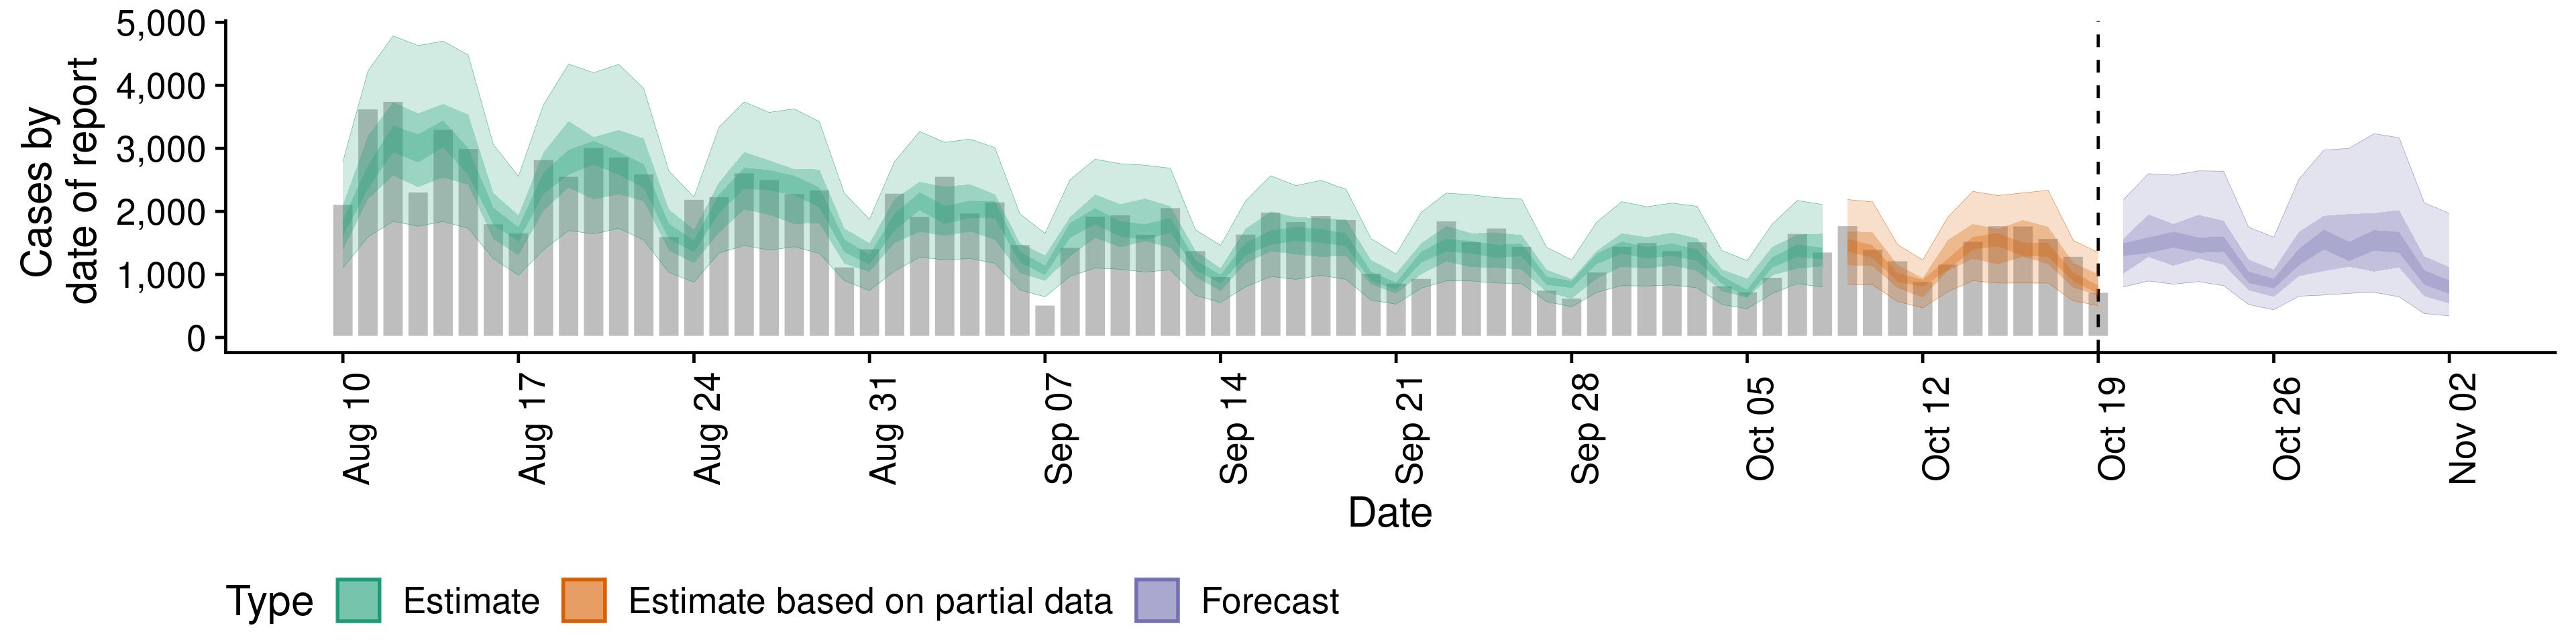 Cases by
date of report
5,000
4,000
3,000
2,000
1,000
0
Aug 10
Aug 17
Aug 24
Aug 31
Sep 07
Sep 14
Sep 21
Sep 28
Oct 05
Oct 12
Oct 19
Oct 26
Nov 02
Date
Type Estimate Estimate based on partial data Forecast